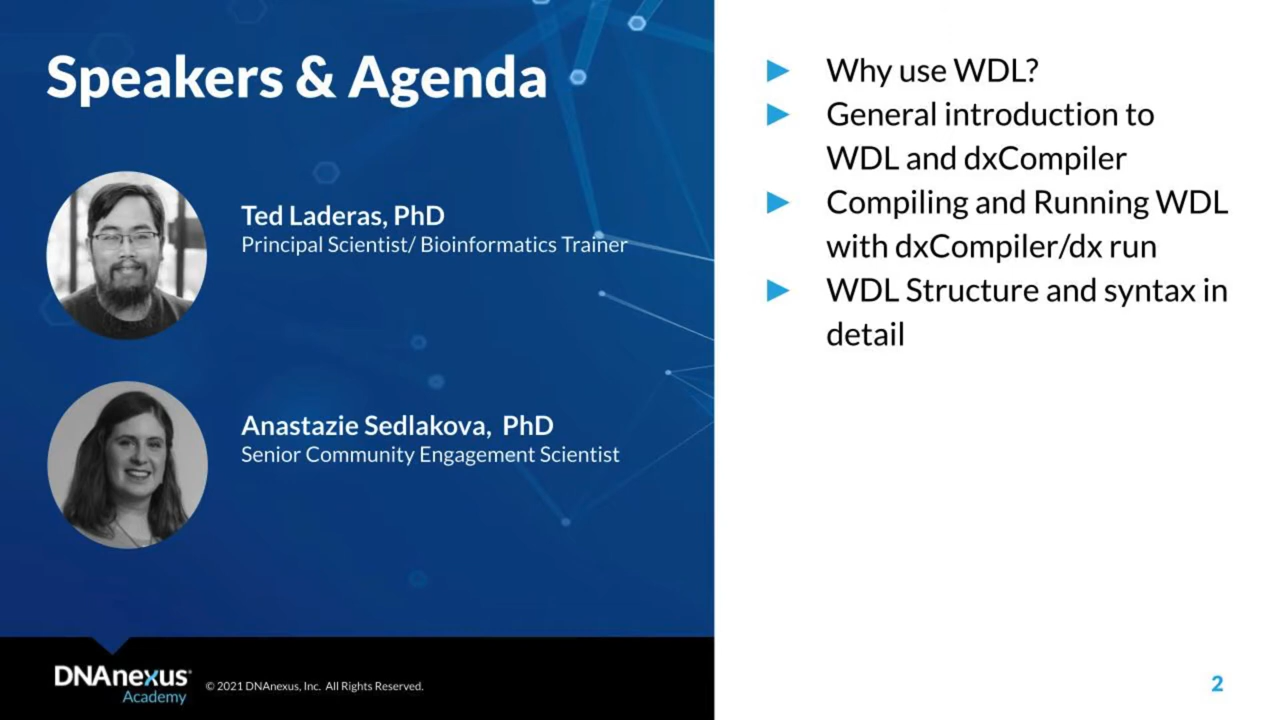 Speakers & Agenda
Ted Laderas, PhD
Principal Scientist/ Bioinformatics Trainer
Anastazie Sedlakova, PhD
Senior Community Engagement Scientist
DNAnexus
Academy
© 2021 DNAnexus, Inc. All Rights Reserved.
Why use WDL?
General introduction to
WDL and dxCompiler
Compiling and Running WDL
with dxCompiler/dx run
WDL Structure and syntax in
detail
2